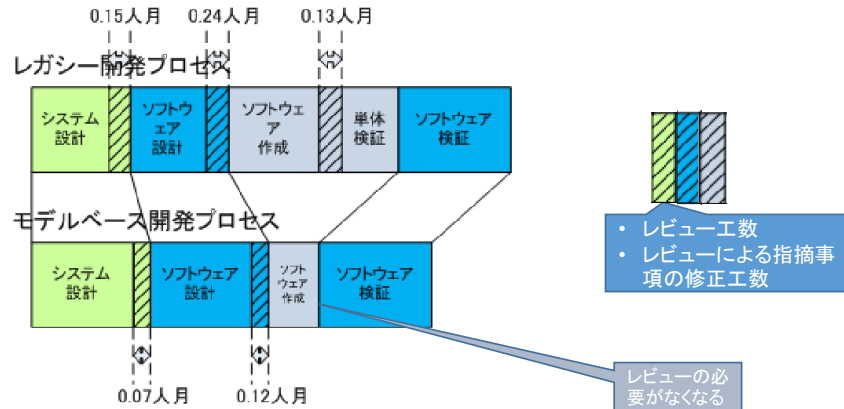 0.15人月
0.24人月
0.13人月
レガシー開発プロセス
システム
設計
ソフトウ
ェア
設計
ソフトウェ
ア
作成
単体
検証
ソフトウェア
検証
モデルベース開発プロセス
システム
設計
ソフトウェア
設計
ソフト
ウェア
作成
ソフトウェア
検証
0.07人月
0.12人月
• レビュー工数
• レビューによる指摘事
項の修正工数
レビューの必
要がなくなる